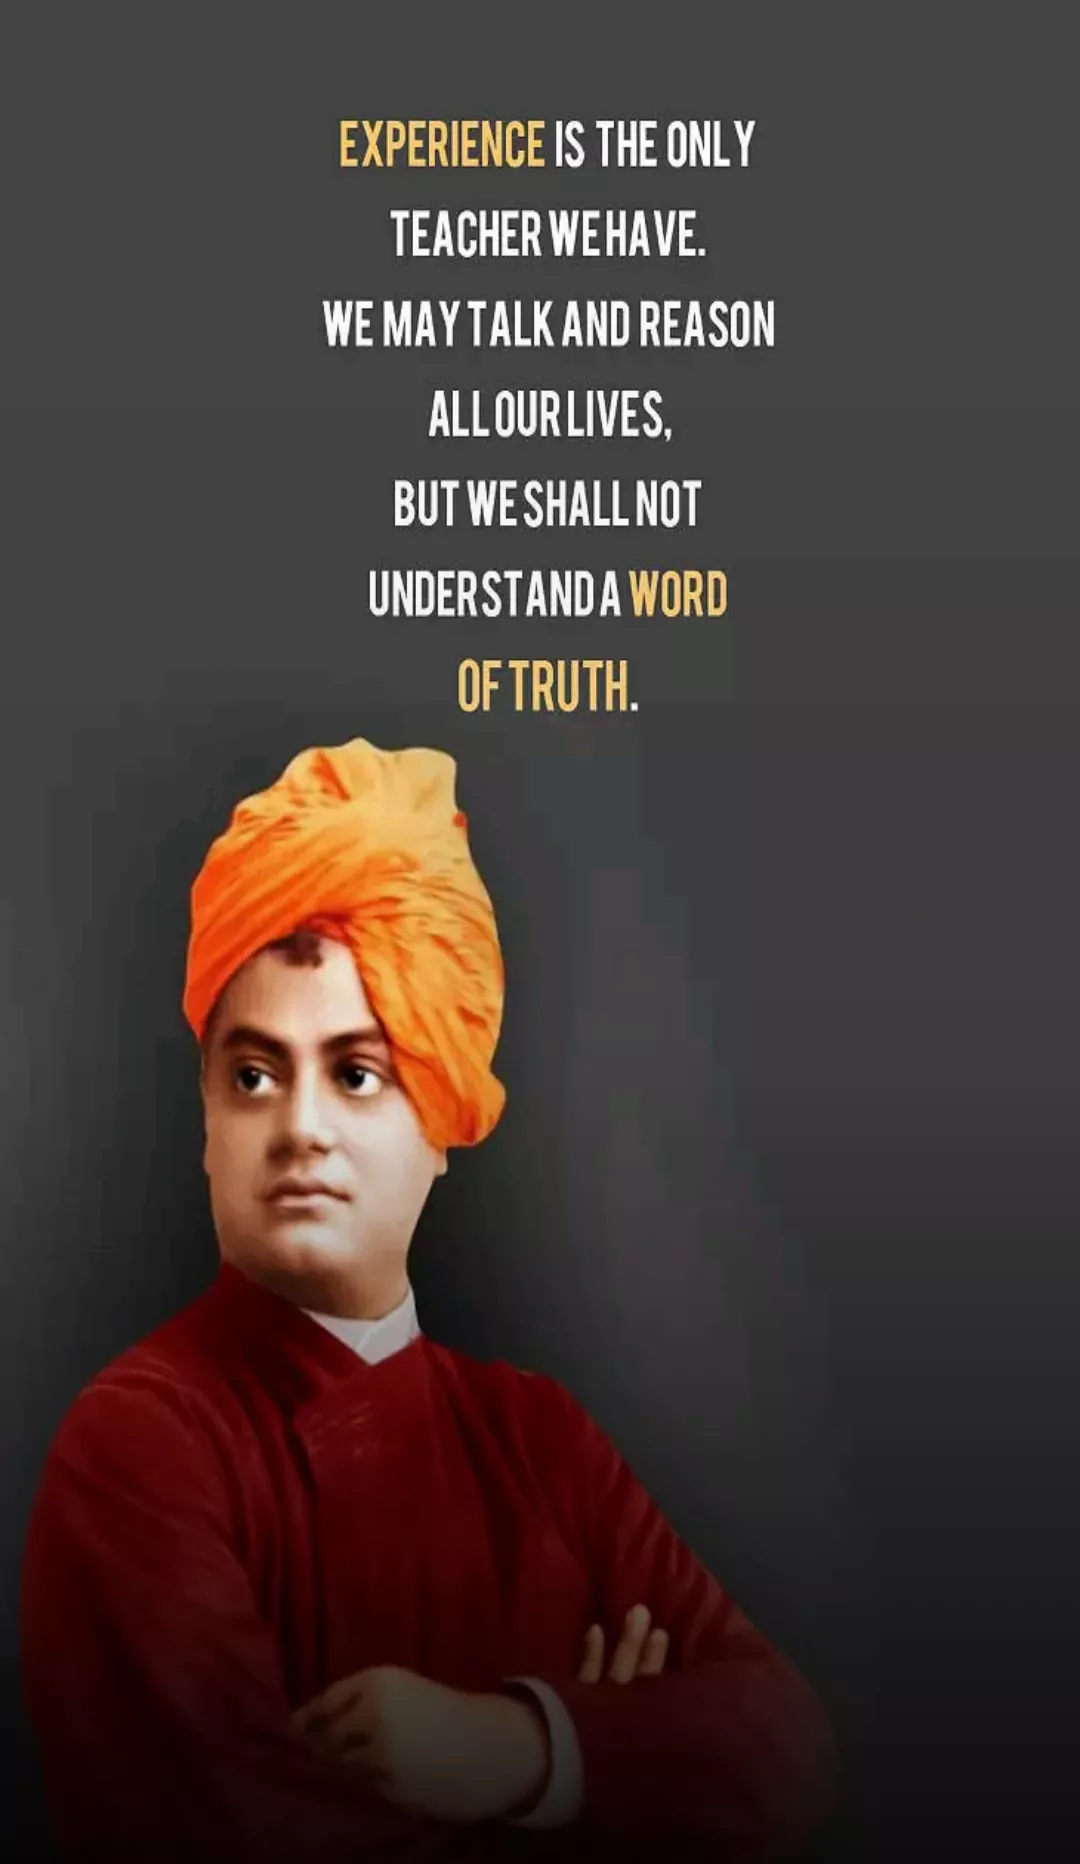 EXPERIENCE IS THE ONLY
TEACHER WE HAVE.
WE MAY TALK AND REASON
ALL OUR LIVES,
BUT WE SHALL NOT
UNDERSTAND A WORD
OF TRUTH.